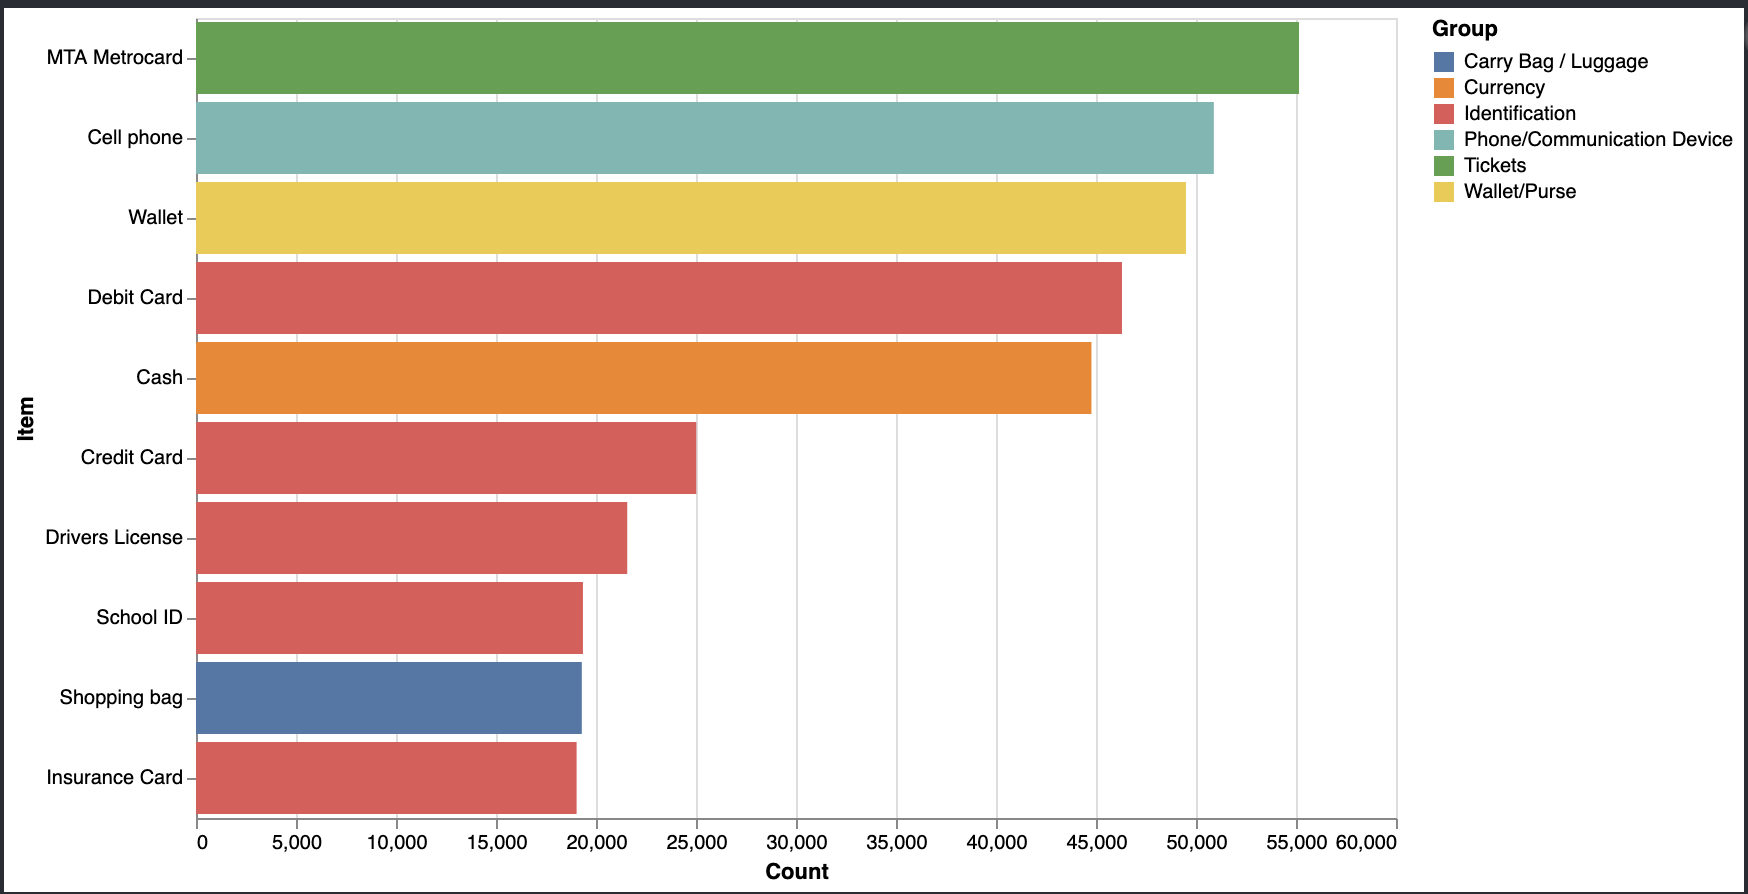 MTA Metrocard
Cell phone
Wallet
Debit Card
Cash
Credit Card
Drivers License
School ID
Shopping bag
Insurance Card
Item
0 5,000 10,000 15,000 20,000 25,000 30,000 35,000 40,000 45,000 50,000 55,000 60,000
Count
Group
Carry Bag / Luggage
Currency
Identification
Phone/Communication Device
Tickets
Wallet/Purse